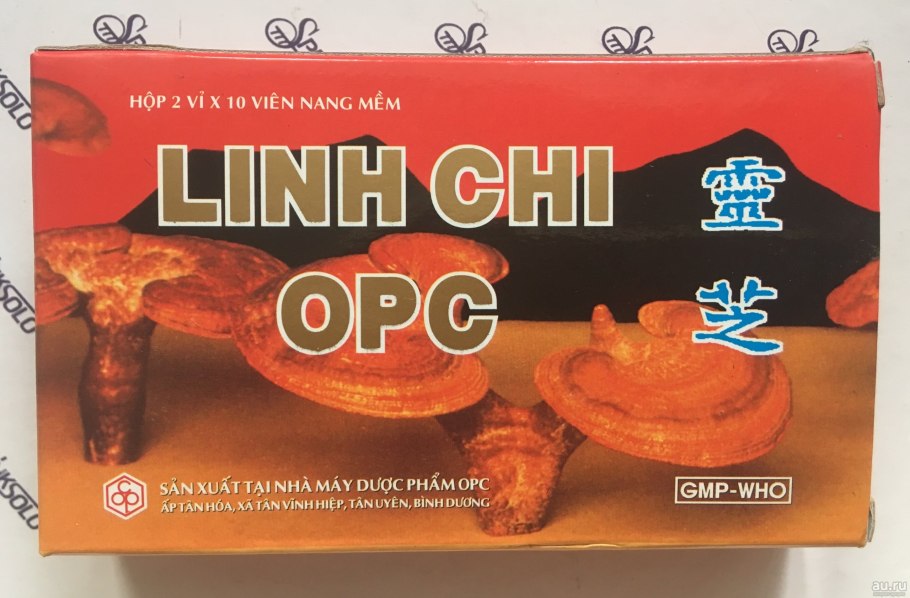 HỘP 2 VỈ X 10 VIÊN NANG MỀM
LINH CHI
OPC
靈
芝
SẢN XUẤT TẠI NHÀ MÁY DƯỢC PHẨM OPC
ẤP TÂN HÓA, XÃ TÂN VĨNH HIỆP, TÂN UYÊN, BÌNH DƯƠNG
GMP-WHO
au.ru